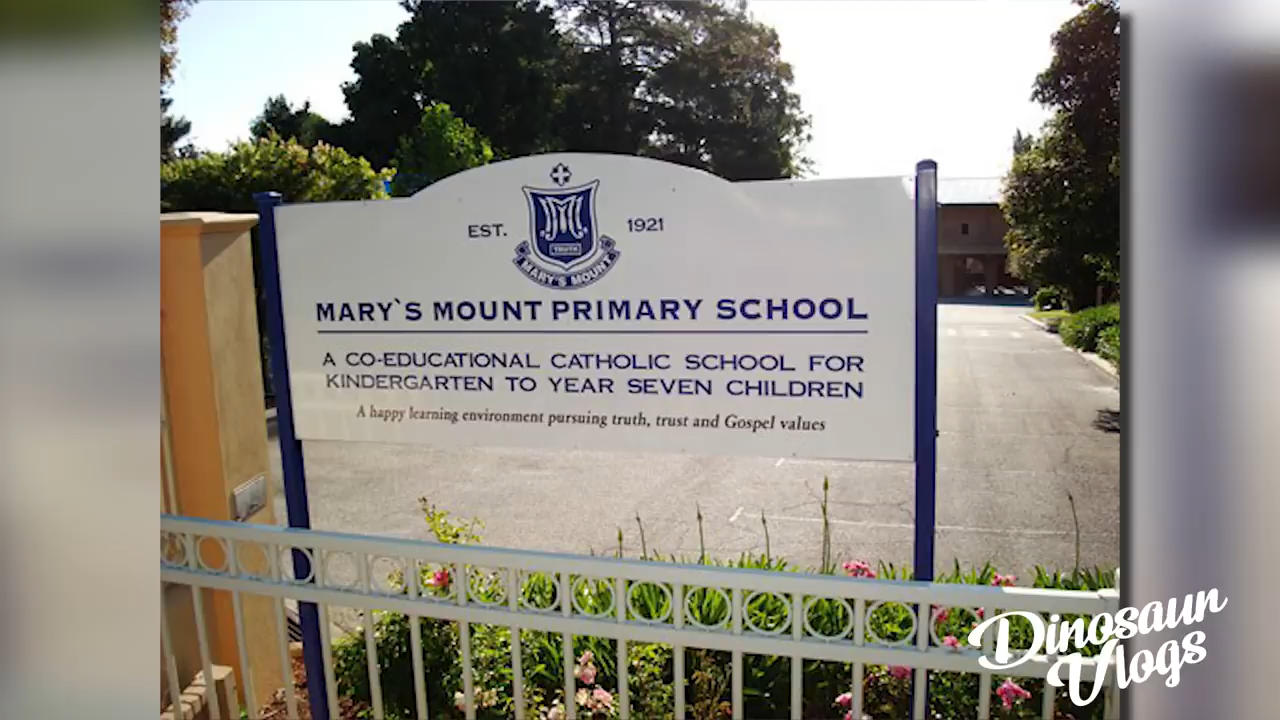 EST. 1921
TRUTH
MARY'S MOUNT
MARY`S MOUNT PRIMARY SCHOOL
A CO-EDUCATIONAL CATHOLIC SCHOOL FOR
KINDERGARTEN TO YEAR SEVEN CHILDREN
A happy learning environment pursuing truth, trust and Gospel values
Dinosaur
Vlogs